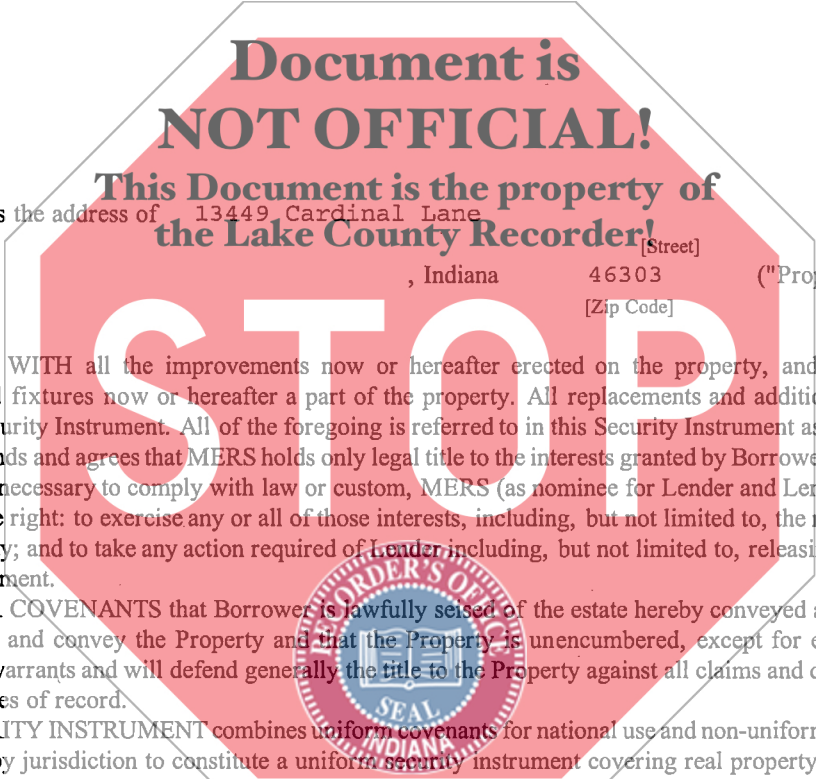 Document is
NOT OFFICIAL!
This Document is the property of
the Lake County Recorder!
s the address of 13449 Cardinal Lane
[Street]
, Indiana 46303 ("Prop
[Zip Code]
STOP
WITH all the improvements now or hereafter erected on the property, and
fixtures now or hereafter a part of the property. All replacements and additio
urity Instrument. All of the foregoing is referred to in this Security Instrument as
ds and agrees that MERS holds only legal title to the interests granted by Borrowe
necessary to comply with law or custom, MERS (as nominee for Lender and Len
right: to exercise any or all of those interests, including, but not limited to, the
y; and to take any action required of Lender including, but not limited to, releasi
ment.
COVENANTS that Borrower is lawfully seised of the estate hereby conveyed a
and convey the Property and that the Property is unencumbered, except for e
warrants and will defend generally the title to the Property against all claims and d
es of record.
ITY INSTRUMENT combines uniform covenants for national use and non-uniform
y jurisdiction to constitute a uniform security instrument covering real property.
RECORDER'S OFFICE
SEAL
INDIANA